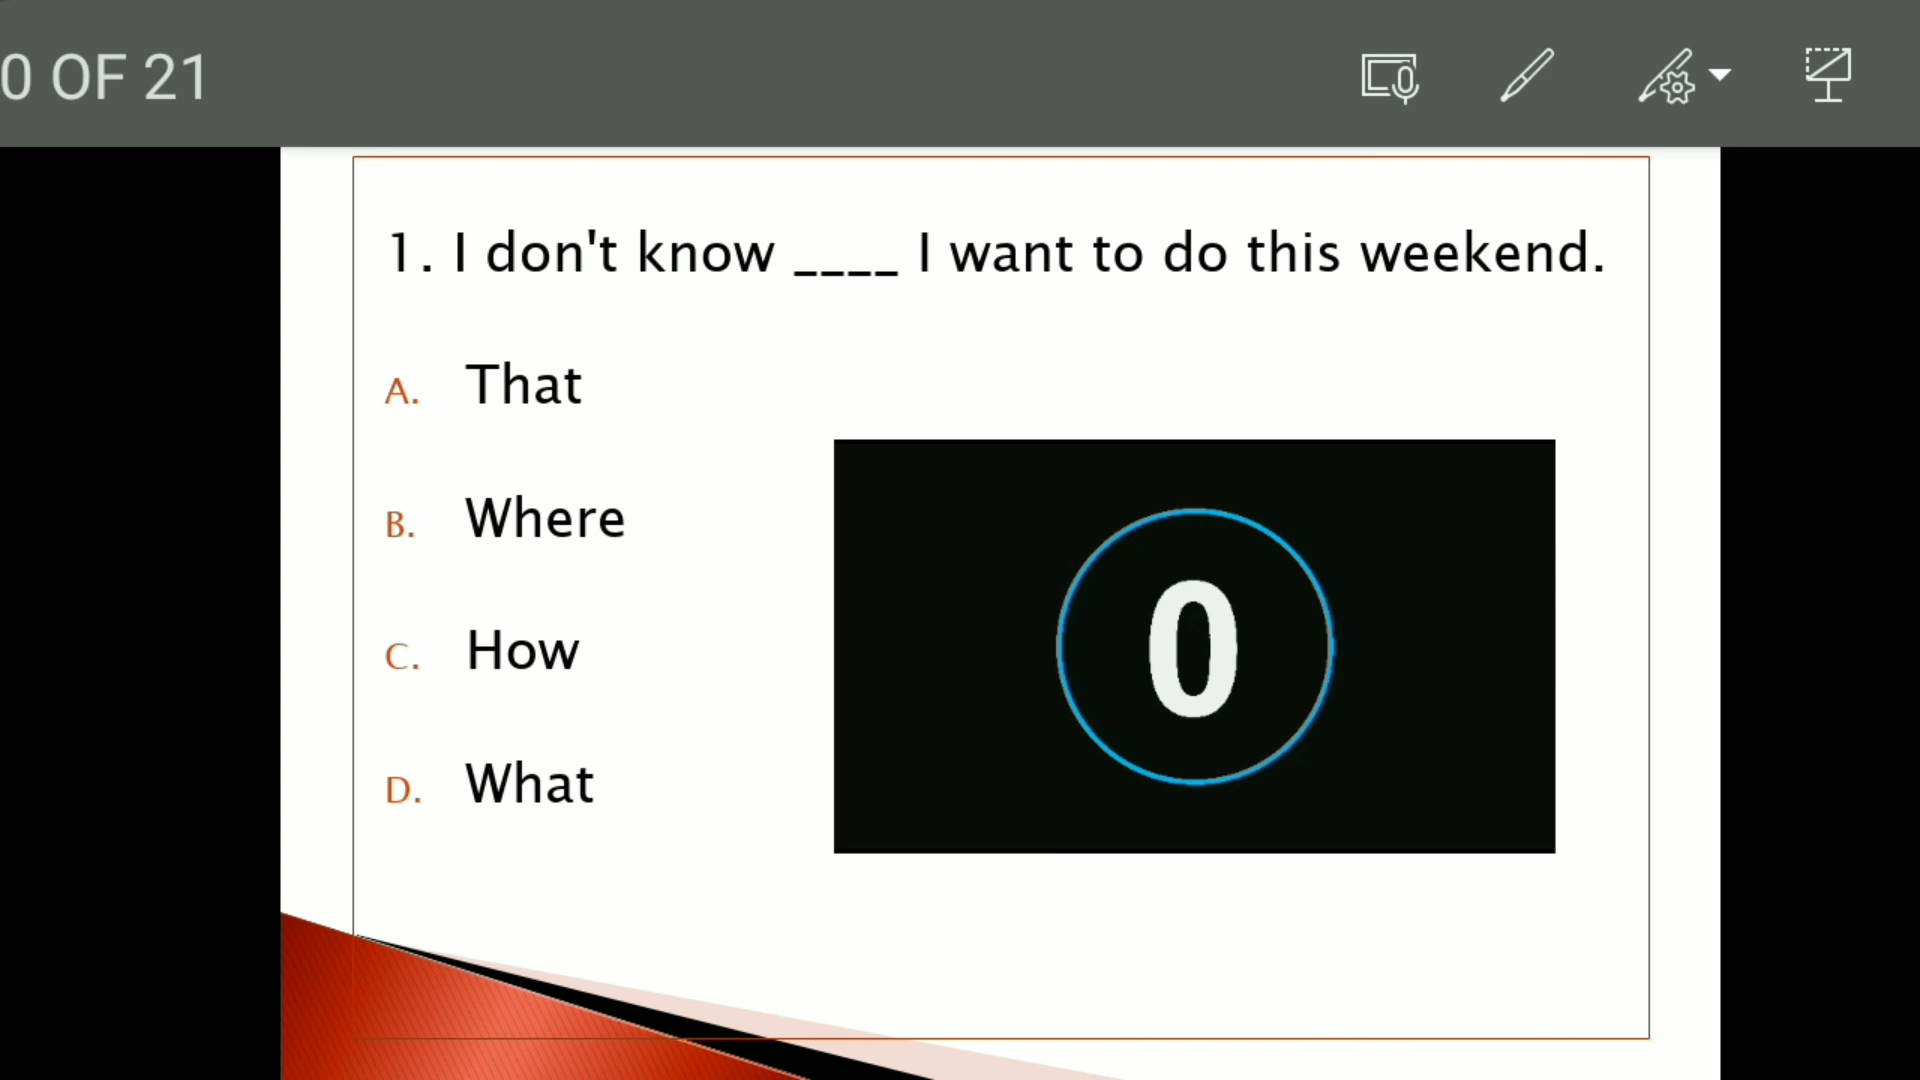 0 OF 21
1. I don't know ____ I want to do this weekend.
A. That
B. Where
C. How
D. What
0